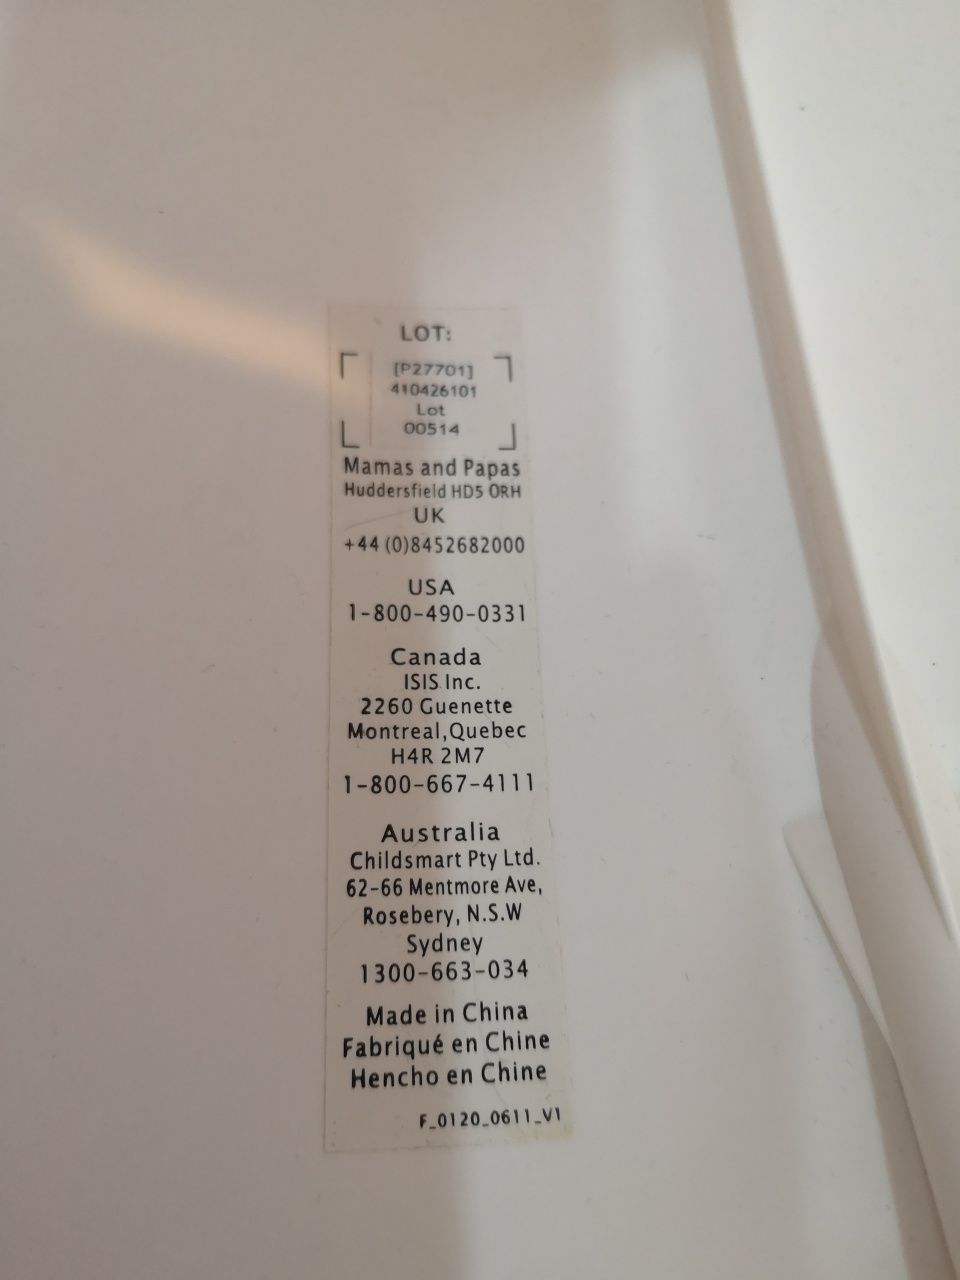 LOT:
[P27701]
410426101
Lot
00514
Mamas and Papas
Huddersfield HD5 0RH
UK
+44 (0)8452682000
USA
1-800-490-0331
Canada
ISIS Inc.
2260 Guenette
Montreal,Quebec
H4R 2M7
1-800-667-4111
Australia
Childsmart Pty Ltd.
62-66 Mentmore Ave,
Rosebery, N.S.W
Sydney
1300-663-034
Made in China
Fabriqué en Chine
Hencho en Chine
F_0120_0611_V1